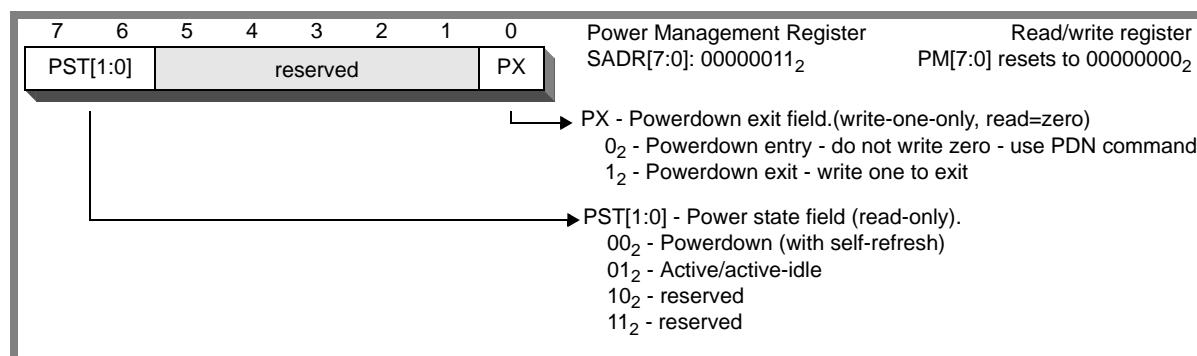 7 6 5 4 3 2 1 0
PST[1:0] reserved PX
Power Management Register Read/write register
SADR[7:0]: 00000011₂ PM[7:0] resets to 00000000₂
PX - Powerdown exit field.(write-one-only, read=zero)
0₂ - Powerdown entry - do not write zero - use PDN command
1₂ - Powerdown exit - write one to exit
PST[1:0] - Power state field (read-only).
00₂ - Powerdown (with self-refresh)
01₂ - Active/active-idle
10₂ - reserved
11₂ - reserved